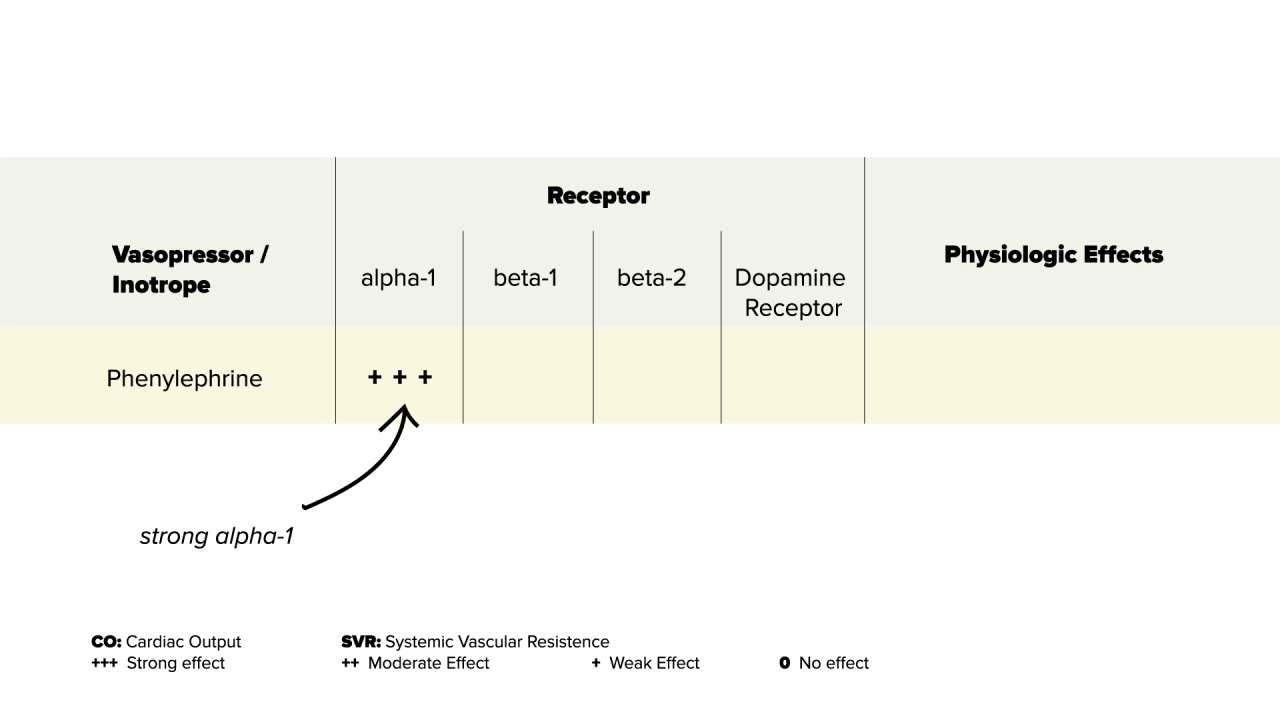 Receptor
Vasopressor /
Inotrope
alpha-1
beta-1
beta-2
Dopamine
Receptor
Physiologic Effects
Phenylephrine
+ + +
strong alpha-1
CO: Cardiac Output
SVR: Systemic Vascular Resistence
+++ Strong effect
++ Moderate Effect
+ Weak Effect
0 No effect